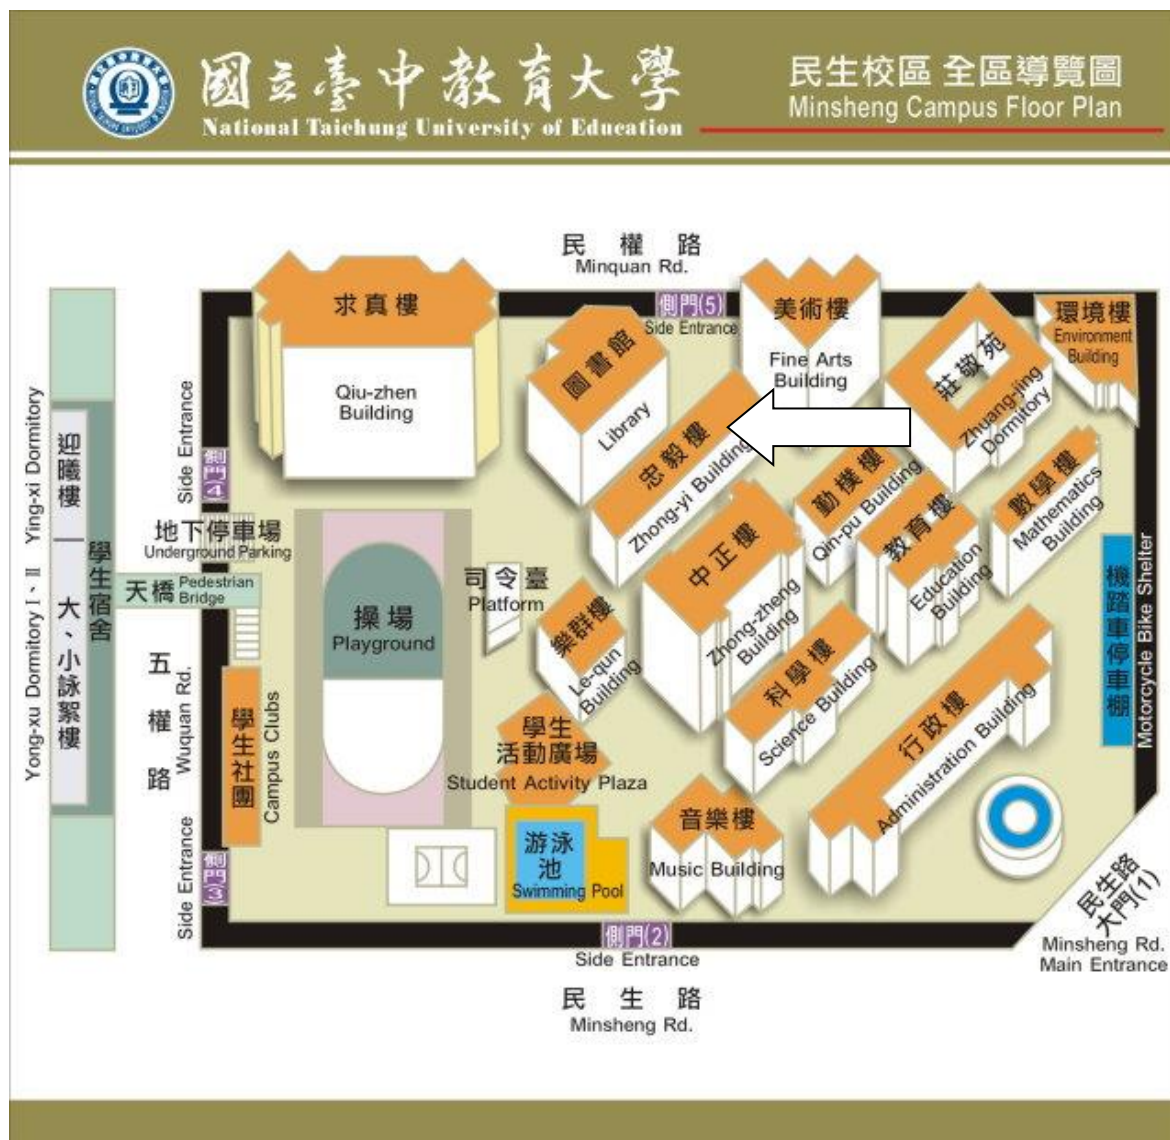 國立臺中教育大學
National Taichung University of Education
民生校區 全區導覽圖
Minsheng Campus Floor Plan
民權路
Minquan Rd.
求真樓
Qiu-zhen
Building
側門(5)
Side Entrance
圖書館
Library
美術樓
Fine Arts
Building
莊敬苑
Zhuang-jing
Dormitory
環境樓
Environment
Building
忠毅樓
Zhong-yi Building
勤樸樓
Qin-pu Building
教育樓
Education
Building
數學樓
Mathematics
Building
中正樓
Zhong-zheng
Building
機踏車停車棚
Motorcycle Bike Shelter
Side Entrance
側門(4)
地下停車場
Underground Parking
天橋
Pedestrian
Bridge
迎曦樓
Ying-xi Dormitory
大、小詠絮樓
Yong-xu Dormitory I、II
學生宿舍
五權路
Wuquan Rd.
操場
Playground
司令臺
Platform
樂群樓
Le-qun
Building
科學樓
Science Building
行政樓
Administration Building
學生社團
Campus Clubs
學生
活動廣場
Student Activity Plaza
游泳
池
Swimming Pool
音樂樓
Music Building
側門(3)
Side Entrance
側門(2)
Side Entrance
民生路
Minsheng Rd.
民生路
大門(1)
Minsheng Rd.
Main Entrance